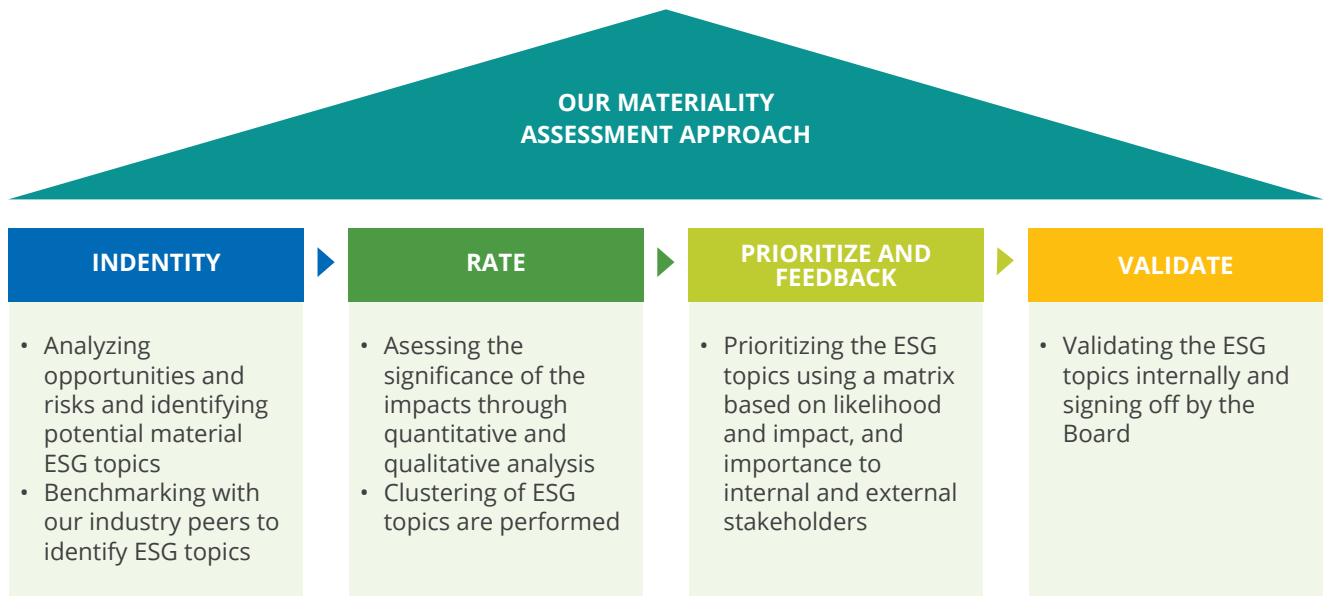 OUR MATERIALITY
ASSESSMENT APPROACH
INDENTITY
• Analyzing
opportunities and
risks and identifying
potential material
ESG topics
• Benchmarking with
our industry peers to
identify ESG topics
RATE
• Asessing the
significance of the
impacts through
quantitative and
qualitative analysis
• Clustering of ESG
topics are performed
PRIORITIZE AND
FEEDBACK
• Prioritizing the ESG
topics using a matrix
based on likelihood
and impact, and
importance to
internal and external
stakeholders
VALIDATE
• Validating the ESG
topics internally and
signing off by the
Board